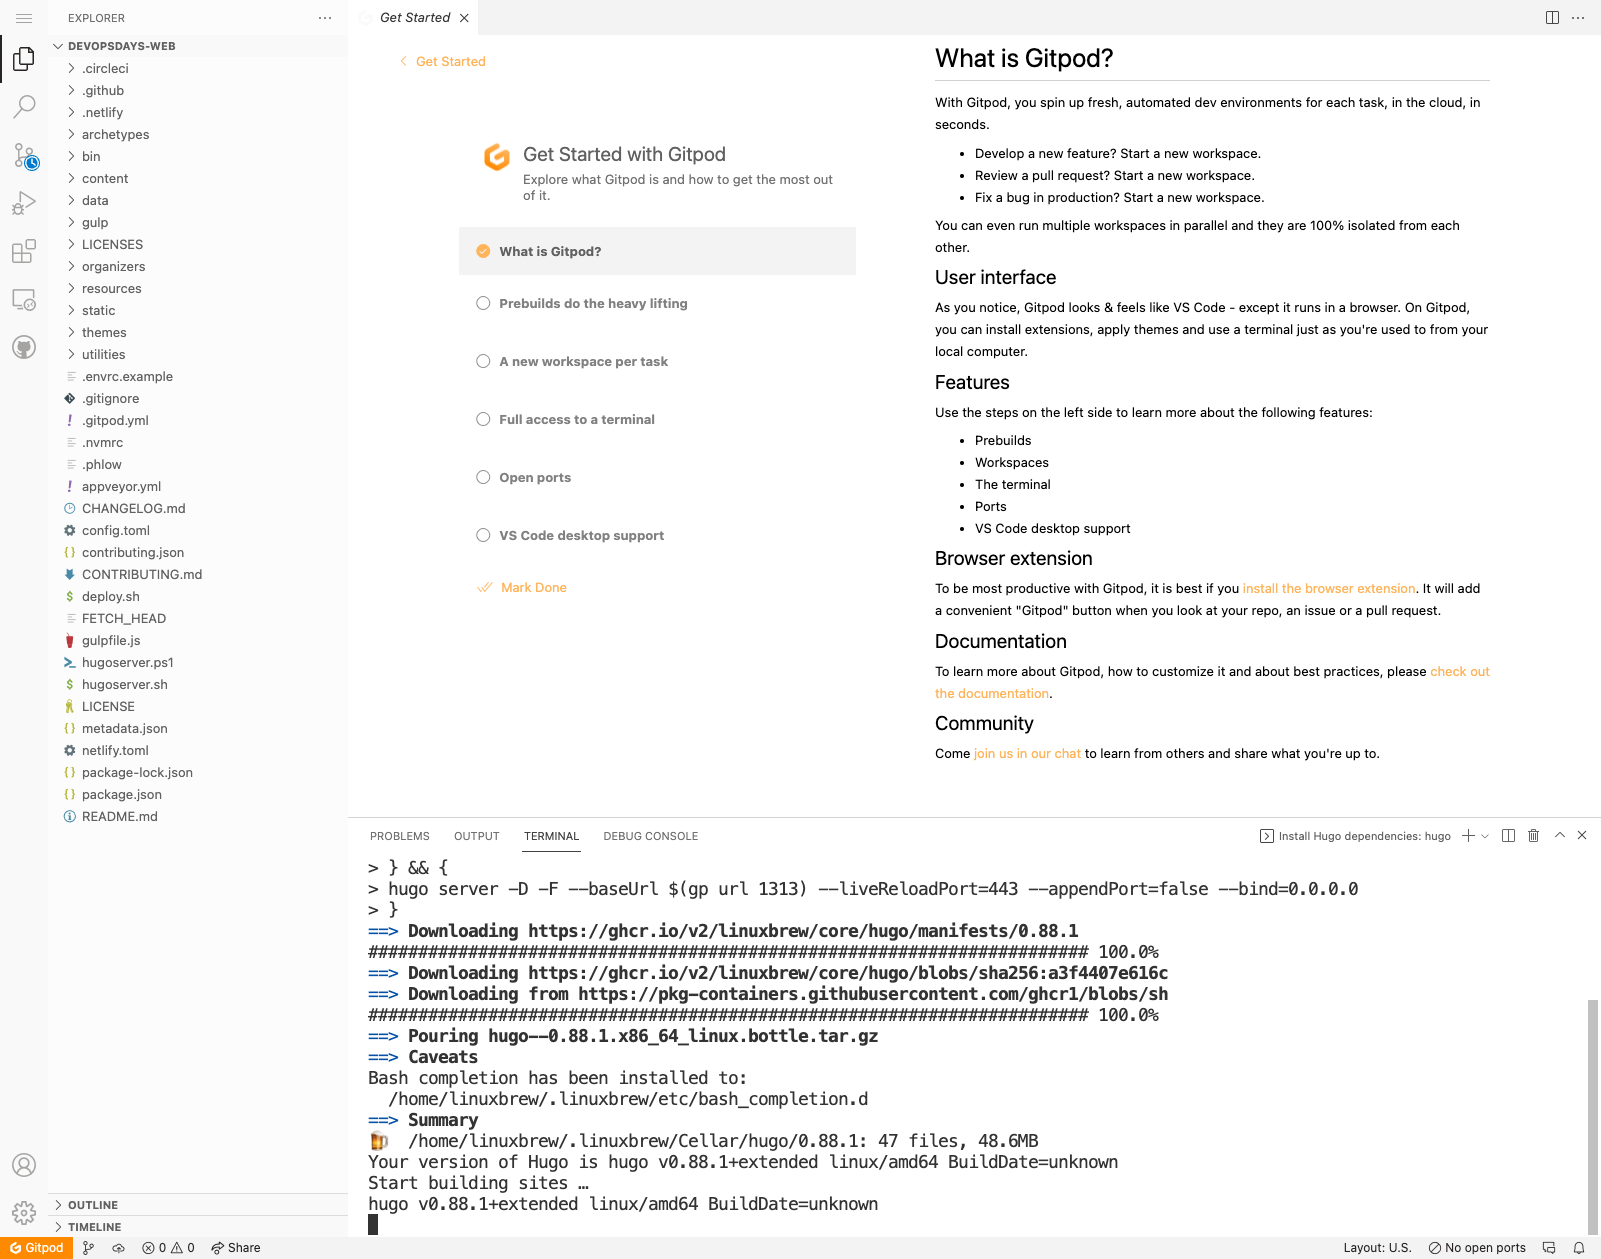 EXPLORER
DEVOPSDAYS-WEB
.circleci
.github
.netlify
archetypes
bin
content
data
gulp
LICENSES
organizers
resources
static
themes
utilities
.envrc.example
.gitignore
.gitpod.yml
.nvmrc
.phlow
appveyor.yml
CHANGELOG.md
config.toml
contributing.json
CONTRIBUTING.md
deploy.sh
FETCH_HEAD
gulpfile.js
hugoserver.ps1
hugoserver.sh
LICENSE
metadata.json
netlify.toml
package-lock.json
package.json
README.md
OUTLINE
TIMELINE
Get Started
Get Started
Get Started with Gitpod
Explore what Gitpod is and how to get the most out
of it.
What is Gitpod?
Prebuilds do the heavy lifting
A new workspace per task
Full access to a terminal
Open ports
VS Code desktop support
Mark Done
What is Gitpod?
With Gitpod, you spin up fresh, automated dev environments for each task, in the cloud, in
seconds.
• Develop a new feature? Start a new workspace.
• Review a pull request? Start a new workspace.
• Fix a bug in production? Start a new workspace.
You can even run multiple workspaces in parallel and they are 100% isolated from each
other.
User interface
As you notice, Gitpod looks & feels like VS Code - except it runs in a browser. On Gitpod,
you can install extensions, apply themes and use a terminal just as you're used to from your
local computer.
Features
Use the steps on the left side to learn more about the following features:
• Prebuilds
• Workspaces
• The terminal
• Ports
• VS Code desktop support
Browser extension
To be most productive with Gitpod, it is best if you install the browser extension. It will add
a convenient "Gitpod" button when you look at your repo, an issue or a pull request.
Documentation
To learn more about Gitpod, how to customize it and about best practices, please check out
the documentation.
Community
Come join us in our chat to learn from others and share what you're up to.
PROBLEMS OUTPUT TERMINAL DEBUG CONSOLE Install Hugo dependencies: hugo
> } && {
> hugo server -D -F --baseUrl $(gp url 1313) --liveReloadPort=443 --appendPort=false --bind=0.0.0.0
> }
==> Downloading https://ghcr.io/v2/linuxbrew/core/hugo/manifests/0.88.1
######################################################################## 100.0%
==> Downloading https://ghcr.io/v2/linuxbrew/core/hugo/blobs/sha256:a3f4407e616c
==> Downloading from https://pkg-containers.githubusercontent.com/ghcr1/blobs/sh
######################################################################## 100.0%
==> Pouring hugo--0.88.1.x86_64_linux.bottle.tar.gz
==> Caveats
Bash completion has been installed to:
/home/linuxbrew/.linuxbrew/etc/bash_completion.d
==> Summary
🍺 /home/linuxbrew/.linuxbrew/Cellar/hugo/0.88.1: 47 files, 48.6MB
Your version of Hugo is hugo v0.88.1+extended linux/amd64 BuildDate=unknown
Start building sites …
hugo v0.88.1+extended linux/amd64 BuildDate=unknown
Gitpod 0 0 Share Layout: U.S. No open ports